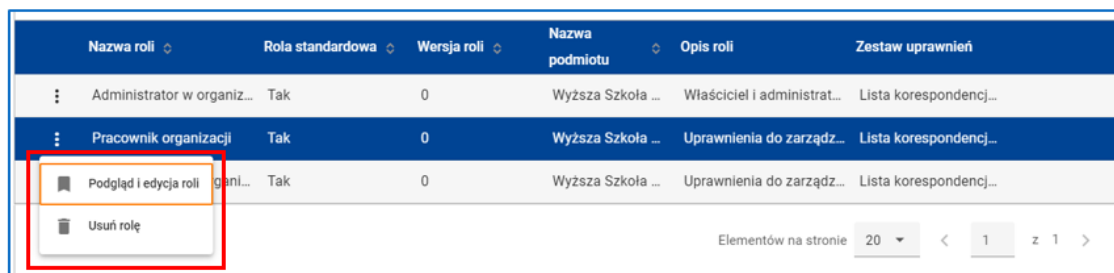 Nazwa roli Rola standardowa Wersja roli Nazwa podmiotu Opis roli Zestaw uprawnień
Administrator w organiz... Tak 0 Wyższa Szkoła ... Właściciel i administrat... Lista korespondencj...
Pracownik organizacji Tak 0 Wyższa Szkoła ... Uprawnienia do zarządz... Lista korespondencj...
Podgląd i edycja roli gani... Tak 0 Wyższa Szkoła ... Uprawnienia do zarządz... Lista korespondencj...
Usuń rolę
Elementów na stronie 20 1 z 1